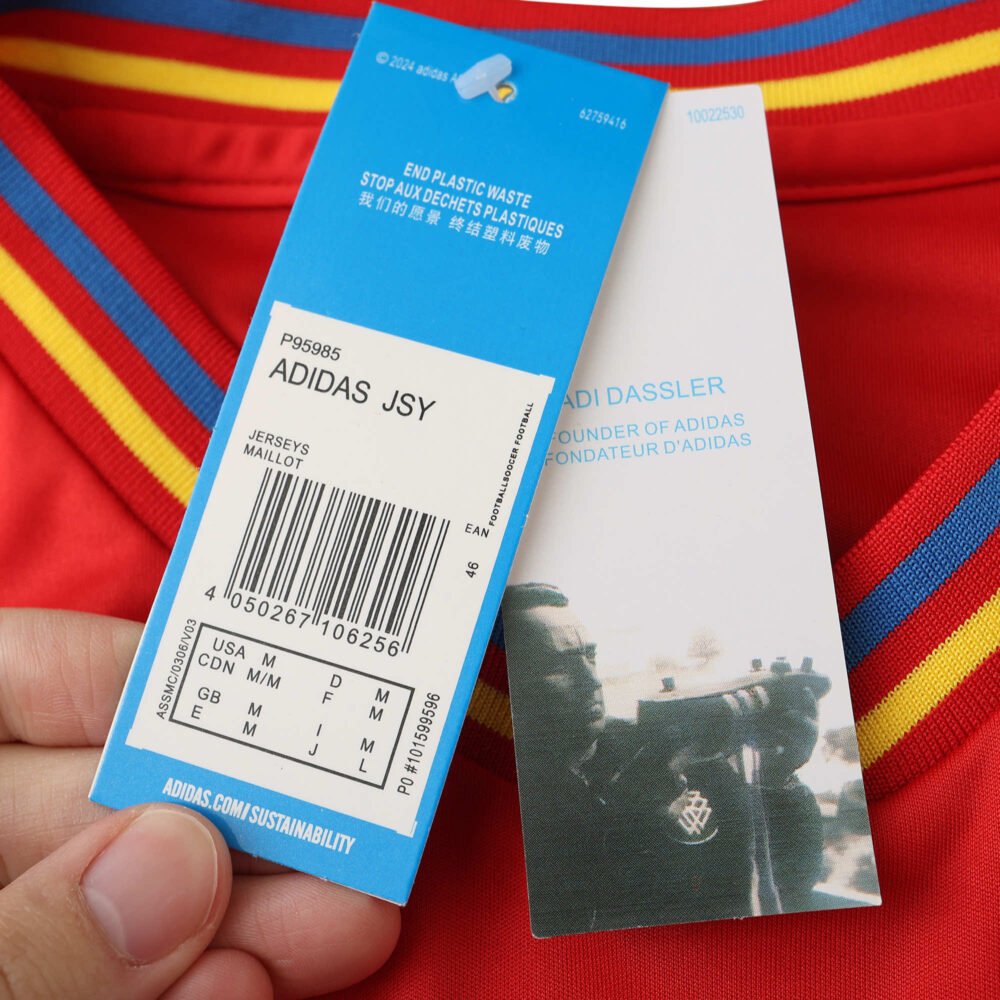 © 2024 adidas
62759416
END PLASTIC WASTE
STOP AUX DECHETS PLASTIQUES
我们的愿景 终结塑料废物
P95985
ADIDAS JSY
JERSEYS
MAILLOT
FOOTBALLSOCCER FOOTBALL
EAN
46
4 050267 106256
ASSMC/0306/V03
USA M D M
CDN M/M F M
GB M I M
E M J L
PO #101599596
ADIDAS.COM/SUSTAINABILITY
10022530
ADI DASSLER
FOUNDER OF ADIDAS
FONDATEUR D'ADIDAS